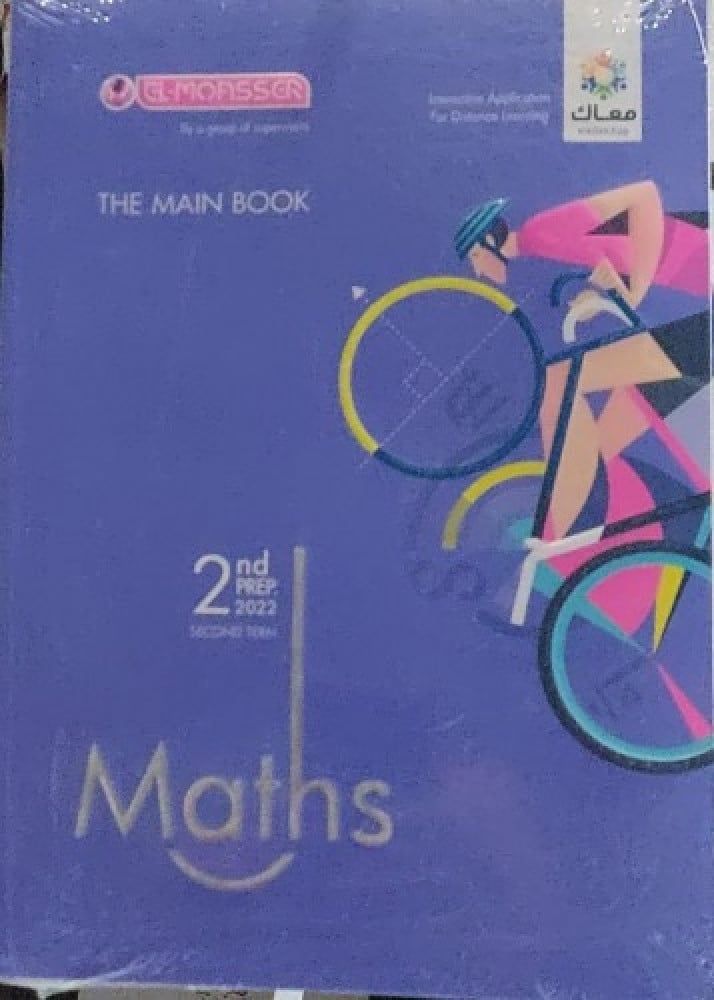 EL-MOASSER
By a group of supervisors
Interactive Application
For Distance Learning
معاك
THE MAIN BOOK
2nd
PREP.
2022
SECOND TERM
Maths